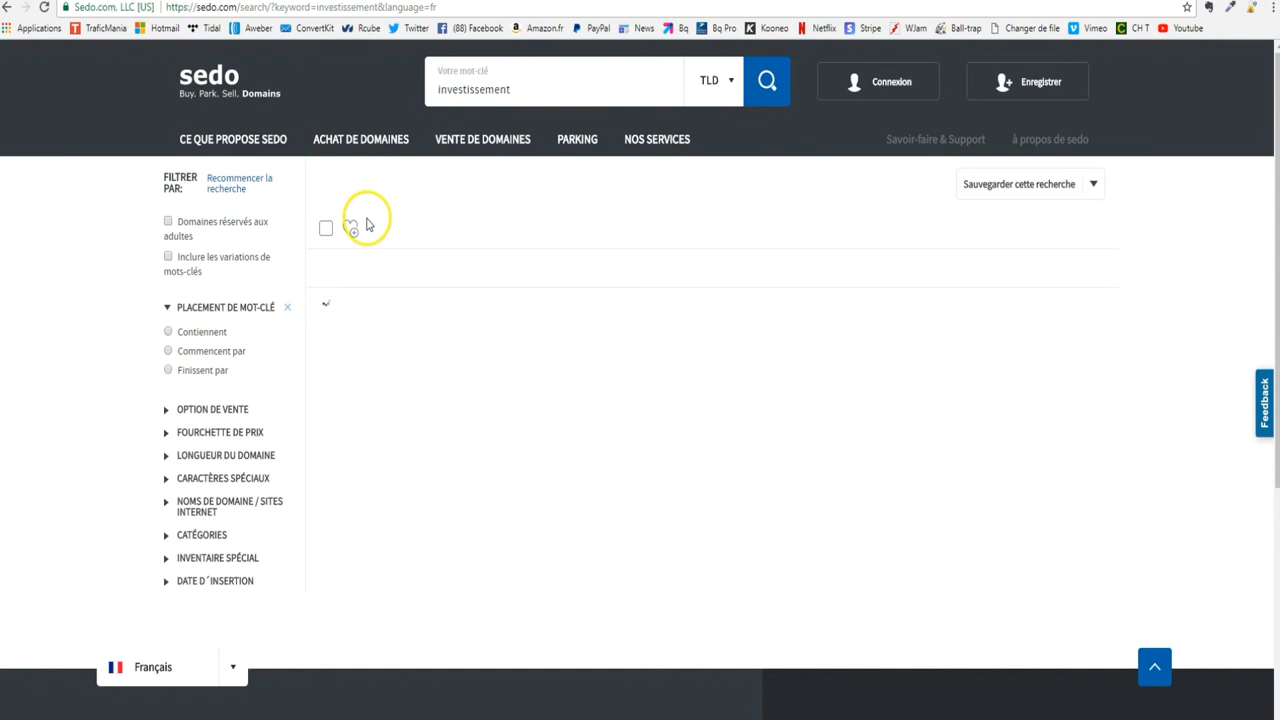 Sedo.com, LLC [US] https://sedo.com/search/?keyword=investissement&language=fr
Applications TraficMania Hotmail Tidal Aweber ConvertKit Rcube Twitter (88) Facebook Amazon.fr PayPal News Bq Bq Pro Kooneo Netflix Stripe WJam Ball-trap Changer de file CH T Vimeo Youtube
sedo
Buy. Park. Sell. Domains
Votre mot-clé
investissement
TLD
Connexion
Enregistrer
CE QUE PROPOSE SEDO ACHAT DE DOMAINES VENTE DE DOMAINES PARKING NOS SERVICES Savoir-faire & Support à propos de sedo
FILTRER PAR:
Recommencer la recherche
Sauvegarder cette recherche
Domaines réservés aux
adultes
Inclure les variations de
mots-clés
PLACEMENT DE MOT-CLÉ
Contiennent
Commencent par
Finissent par
OPTION DE VENTE
FOURCHETTE DE PRIX
LONGUEUR DU DOMAINE
CARACTÈRES SPÉCIAUX
NOMS DE DOMAINE / SITES
INTERNET
CATÉGORIES
INVENTAIRE SPÉCIAL
DATE D´INSERTION
Feedback
Français